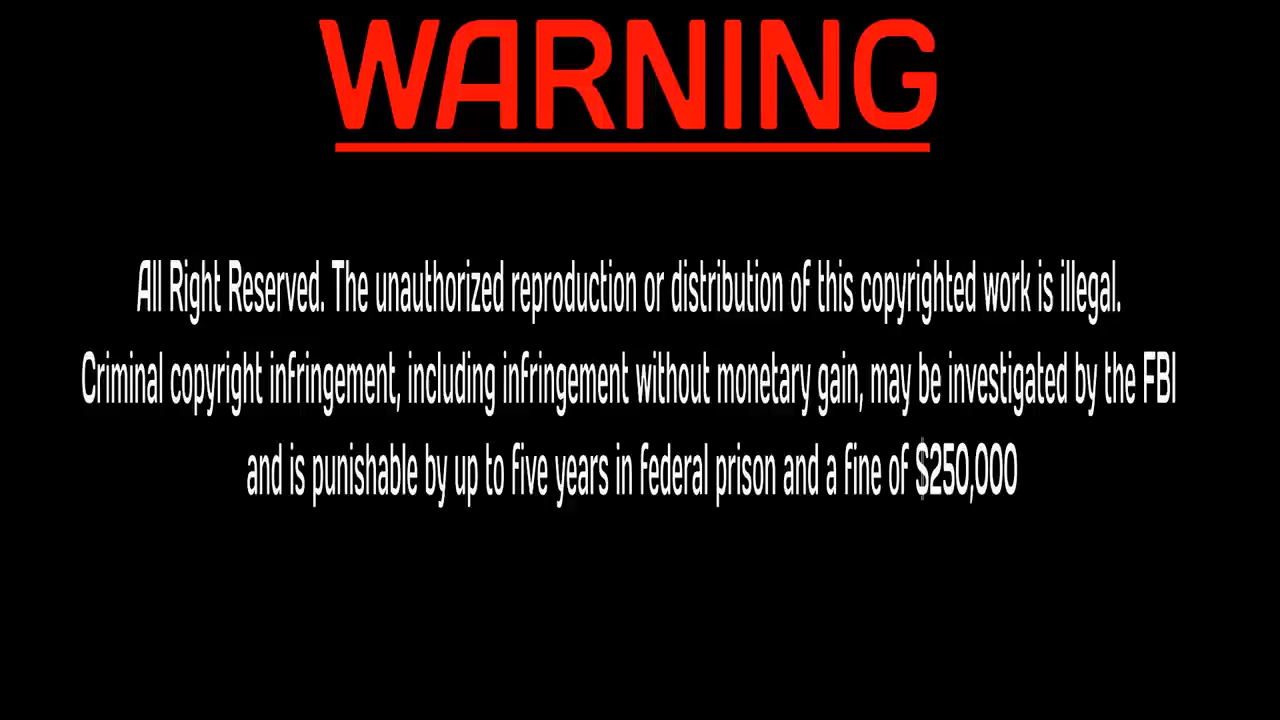 WARNING
All Right Reserved. The unauthorized reproduction or distribution of this copyrighted work is illegal.
Criminal copyright infringement, including infringement without monetary gain, may be investigated by the FBI
and is punishable by up to five years in federal prison and a fine of $250,000